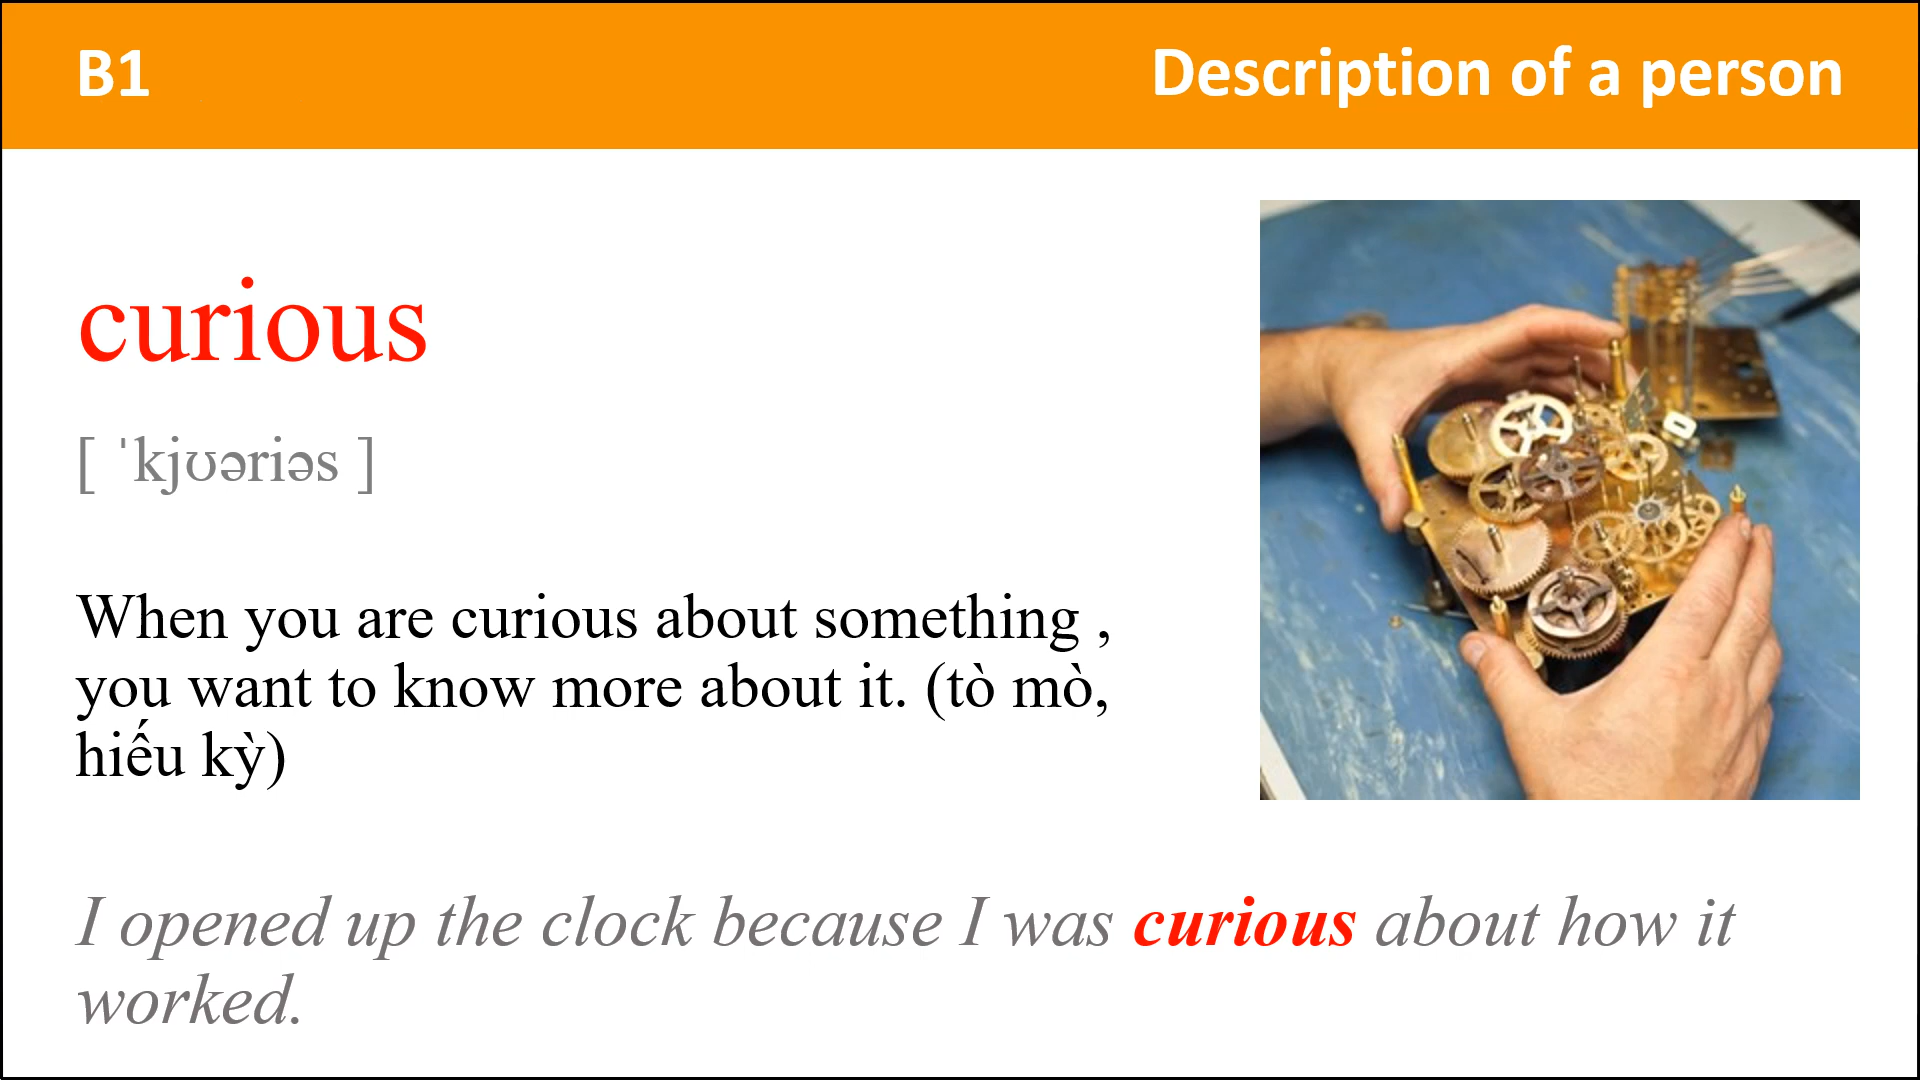 B1
Description of a person
curious
[ ˈkjʊəriəs ]
When you are curious about something ,
you want to know more about it. (tò mò,
hiếu kỳ)
I opened up the clock because I was curious about how it
worked.